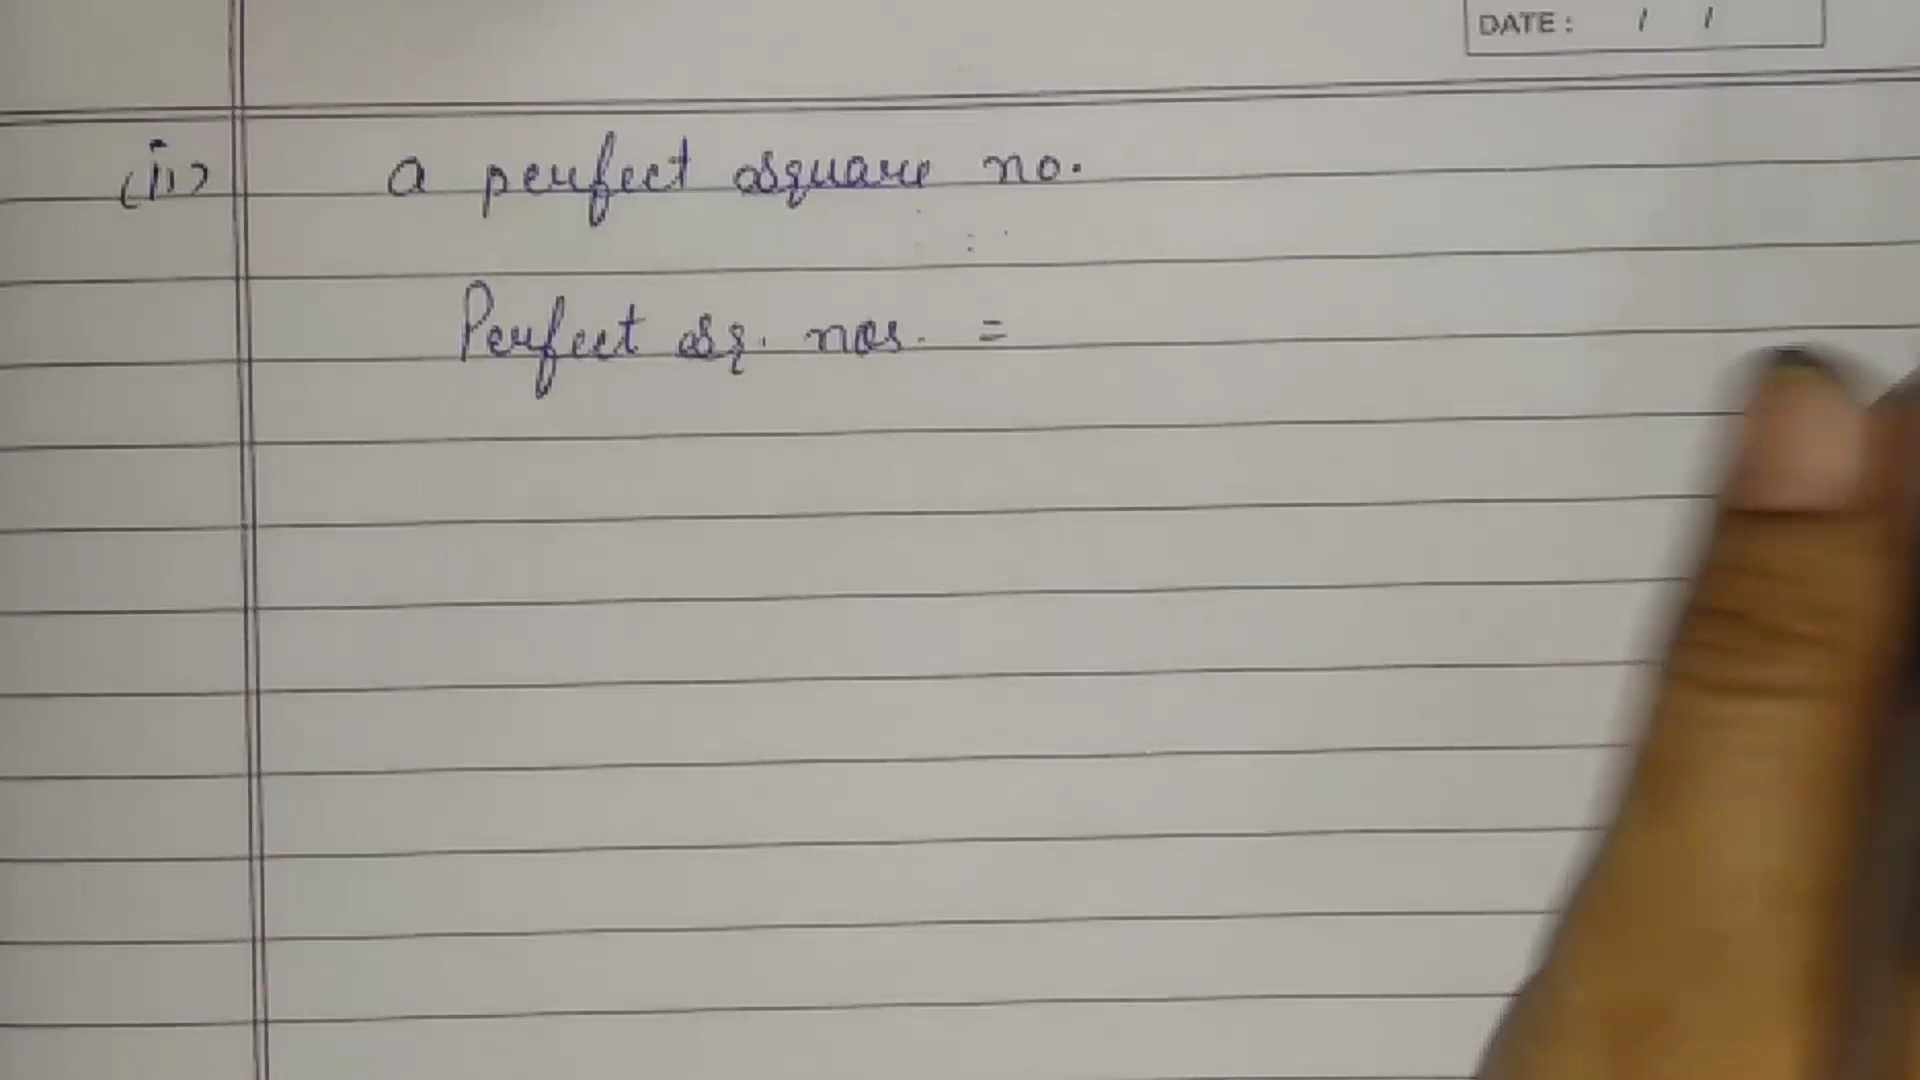 DATE : / /
(ii) a perfect square no.
Perfect sq. nos. =